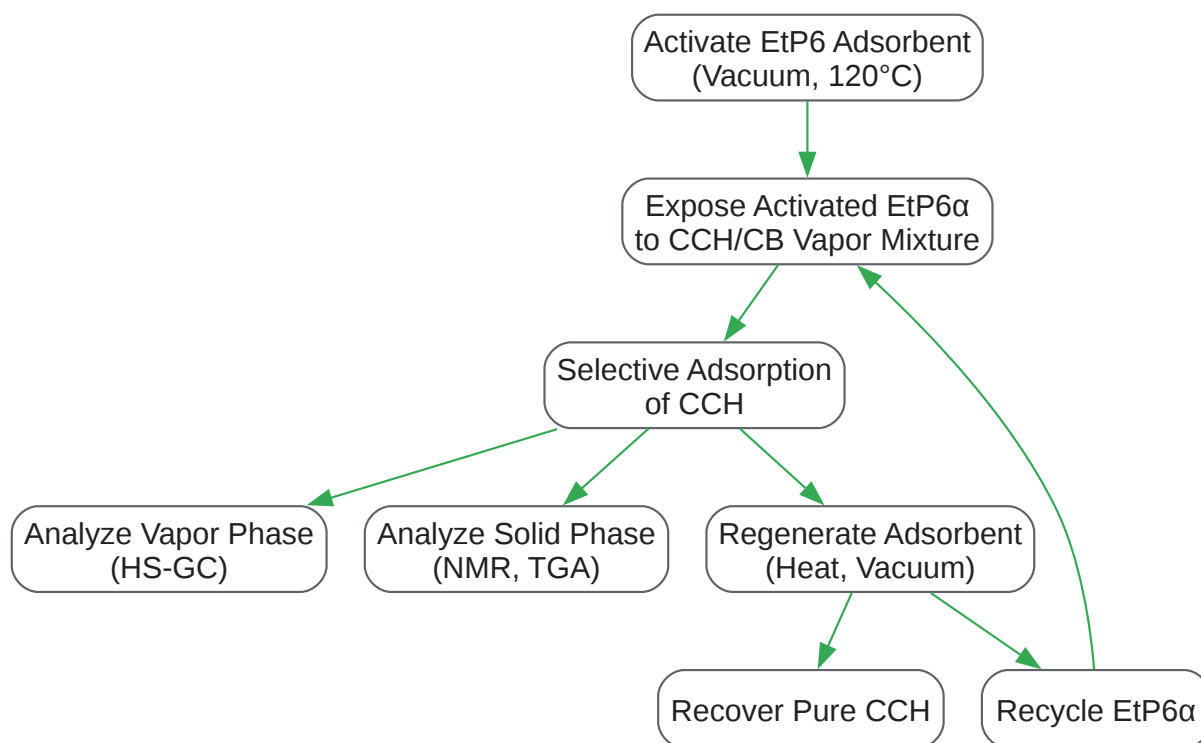 Activate EtP6 Adsorbent
(Vacuum, 120°C)
Expose Activated EtP6α
to CCH/CB Vapor Mixture
Selective Adsorption
of CCH
Analyze Vapor Phase
(HS-GC)
Analyze Solid Phase
(NMR, TGA)
Regenerate Adsorbent
(Heat, Vacuum)
Recover Pure CCH
Recycle EtP6α